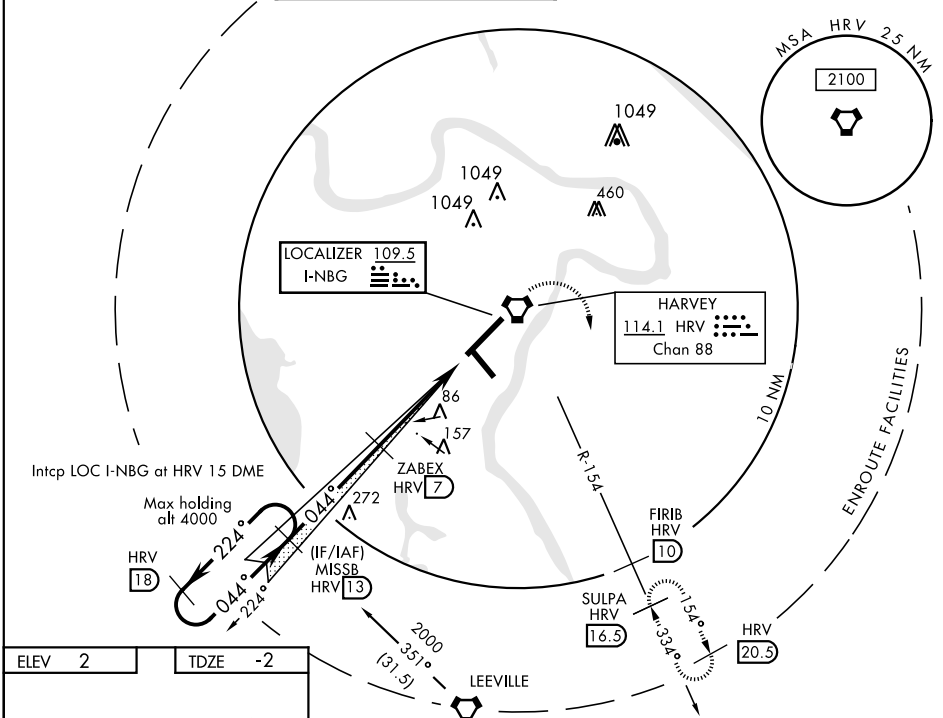 MSA HRV 25 NM
2100
1049
1049
1049
460
LOCALIZER 109.5
I-NBG
HARVEY
114.1 HRV
Chan 88
10 NM
ENROUTE FACILITIES
86
157
ZABEX
HRV 7
R-154
Intcp LOC I-NBG at HRV 15 DME
Max holding
alt 4000
272
044°
224°
044°
224°
HRV
18
(IF/IAF)
MISSB
HRV 13
FIRIB
HRV
10
SULPA
HRV
16.5
154°
334°
HRV
20.5
2000
351°
(31.5)
LEEVILLE
ELEV 2
TDZE -2